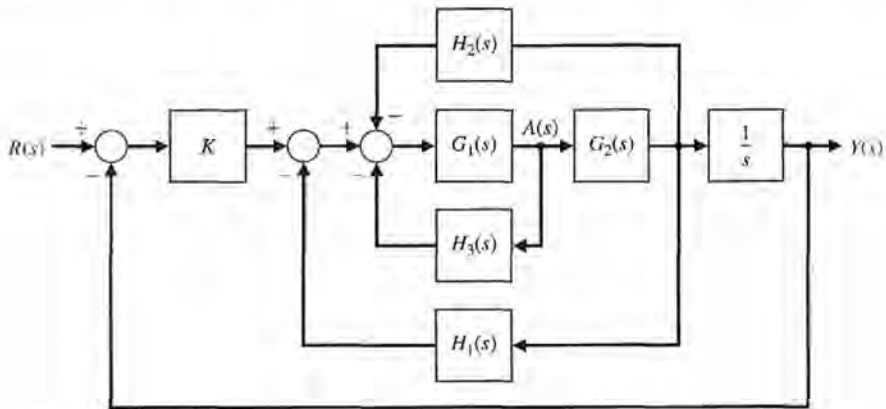 H₂(s)
−
R(s) + − K + − + − G₁(s) A(s) G₂(s) 1/s Y(s)
H₃(s)
H₁(s)